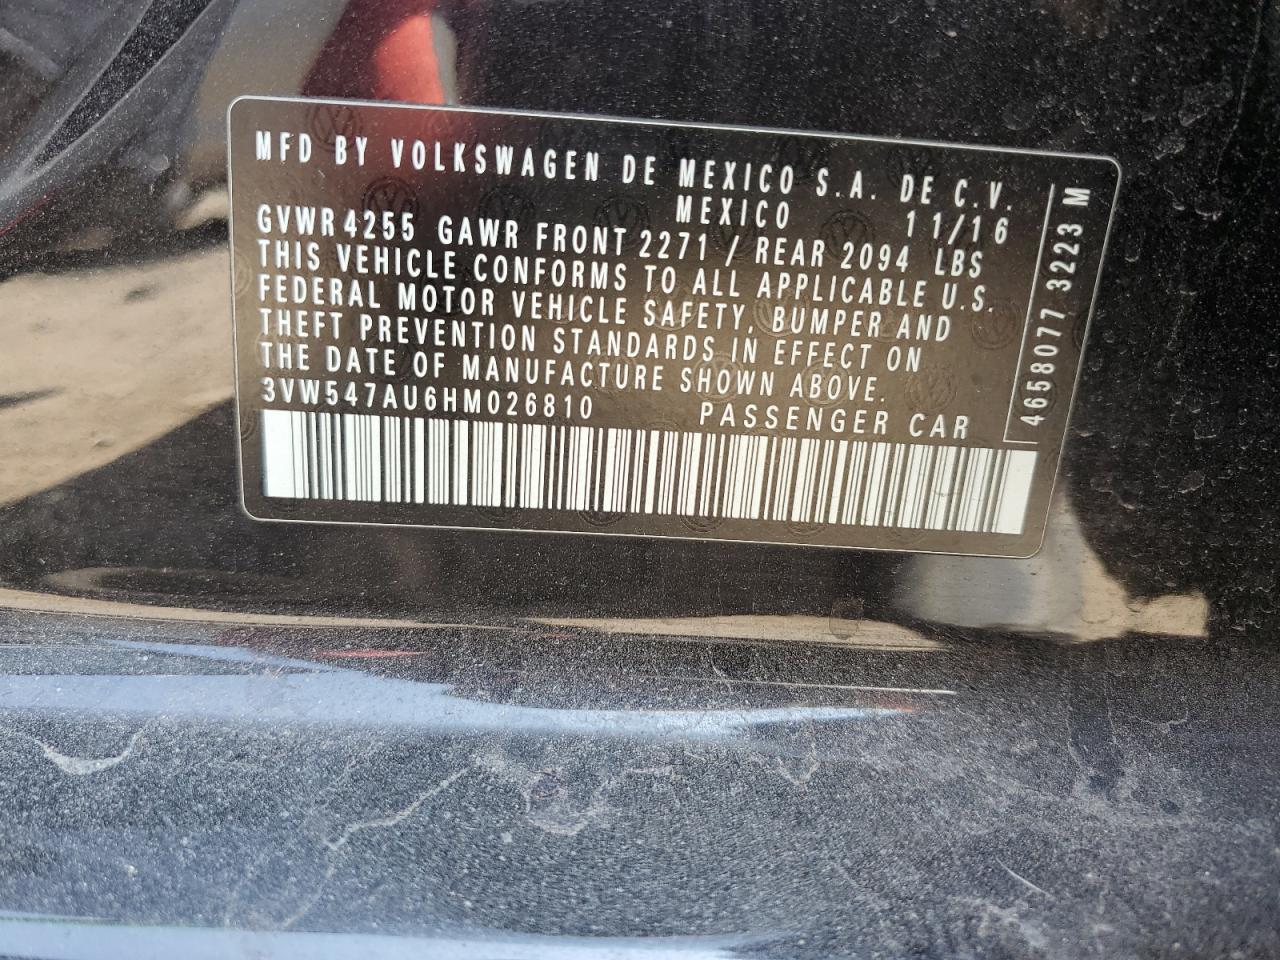 MFD BY VOLKSWAGEN DE MEXICO S.A. DE C.V.
MEXICO 11/16
GVWR 4255 GAWR FRONT 2271 / REAR 2094 LBS
THIS VEHICLE CONFORMS TO ALL APPLICABLE U.S.
FEDERAL MOTOR VEHICLE SAFETY, BUMPER AND
THEFT PREVENTION STANDARDS IN EFFECT ON
THE DATE OF MANUFACTURE SHOWN ABOVE.
3VW547AU6HM026810 PASSENGER CAR
4658077 3223 M